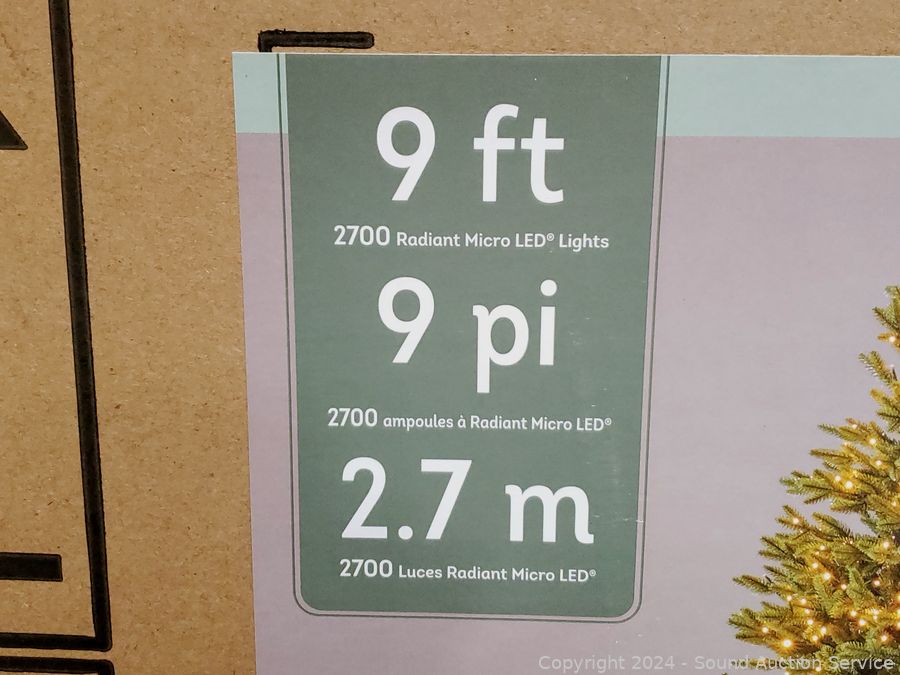 9 ft
2700 Radiant Micro LED® Lights
9 pi
2700 ampoules à Radiant Micro LED®
2.7 m
2700 Luces Radiant Micro LED®
Copyright 2024 - Sound Auction Service